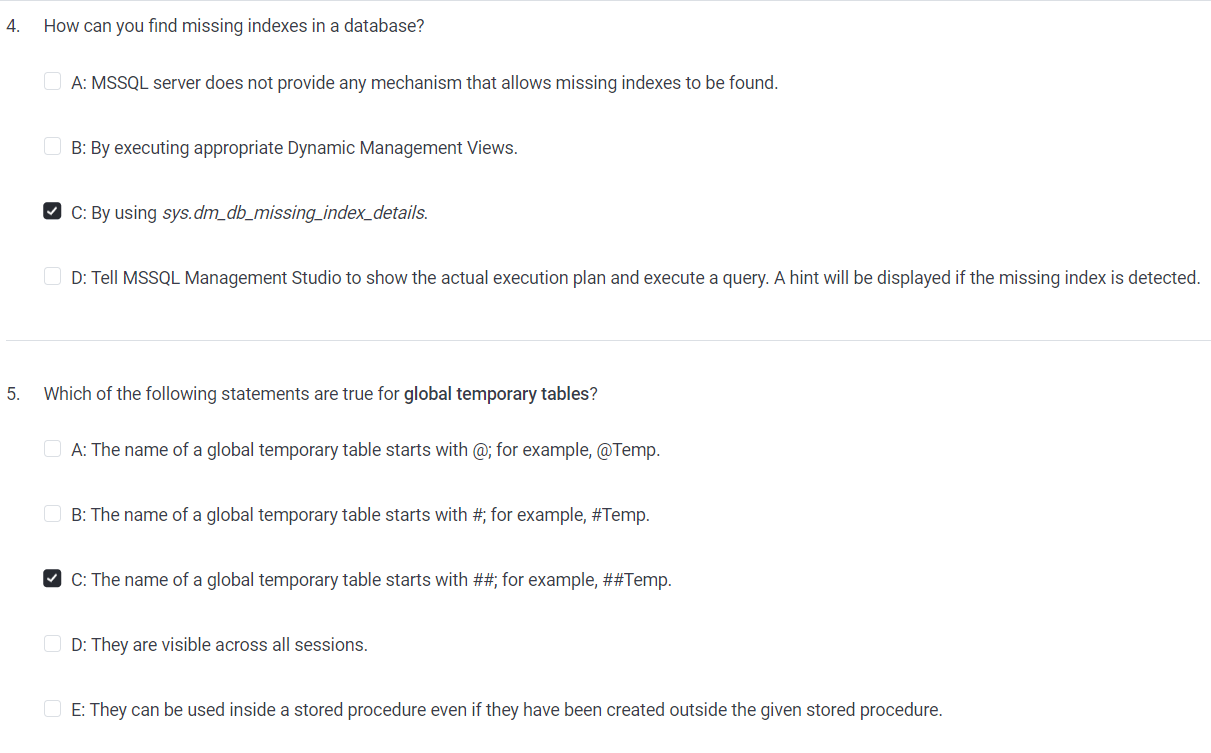 4. How can you find missing indexes in a database?
A: MSSQL server does not provide any mechanism that allows missing indexes to be found.
B: By executing appropriate Dynamic Management Views.
C: By using sys.dm_db_missing_index_details.
D: Tell MSSQL Management Studio to show the actual execution plan and execute a query. A hint will be displayed if the missing index is detected.
5. Which of the following statements are true for global temporary tables?
A: The name of a global temporary table starts with @; for example, @Temp.
B: The name of a global temporary table starts with #; for example, #Temp.
C: The name of a global temporary table starts with ##; for example, ##Temp.
D: They are visible across all sessions.
E: They can be used inside a stored procedure even if they have been created outside the given stored procedure.